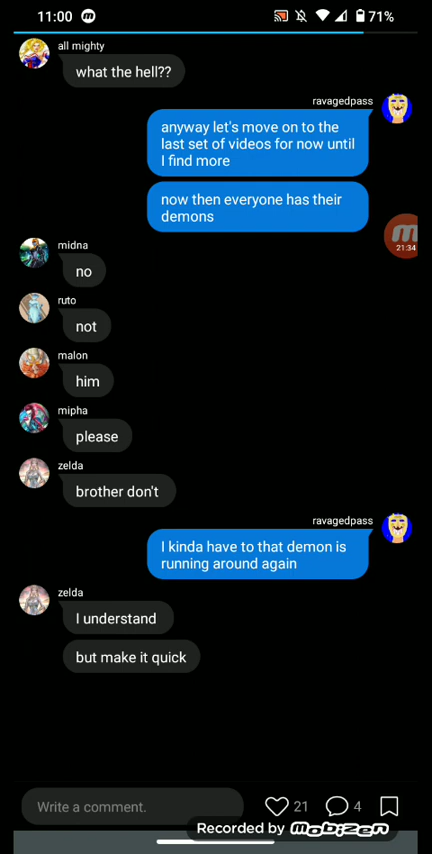 11:00
71%
all mighty
what the hell??
ravagedpass
anyway let's move on to the
last set of videos for now until
I find more
now then everyone has their
demons
midna
no
21:34
ruto
not
malon
him
mipha
please
zelda
brother don't
ravagedpass
I kinda have to that demon is
running around again
zelda
I understand
but make it quick
Write a comment.
21
4
Recorded by mobizen